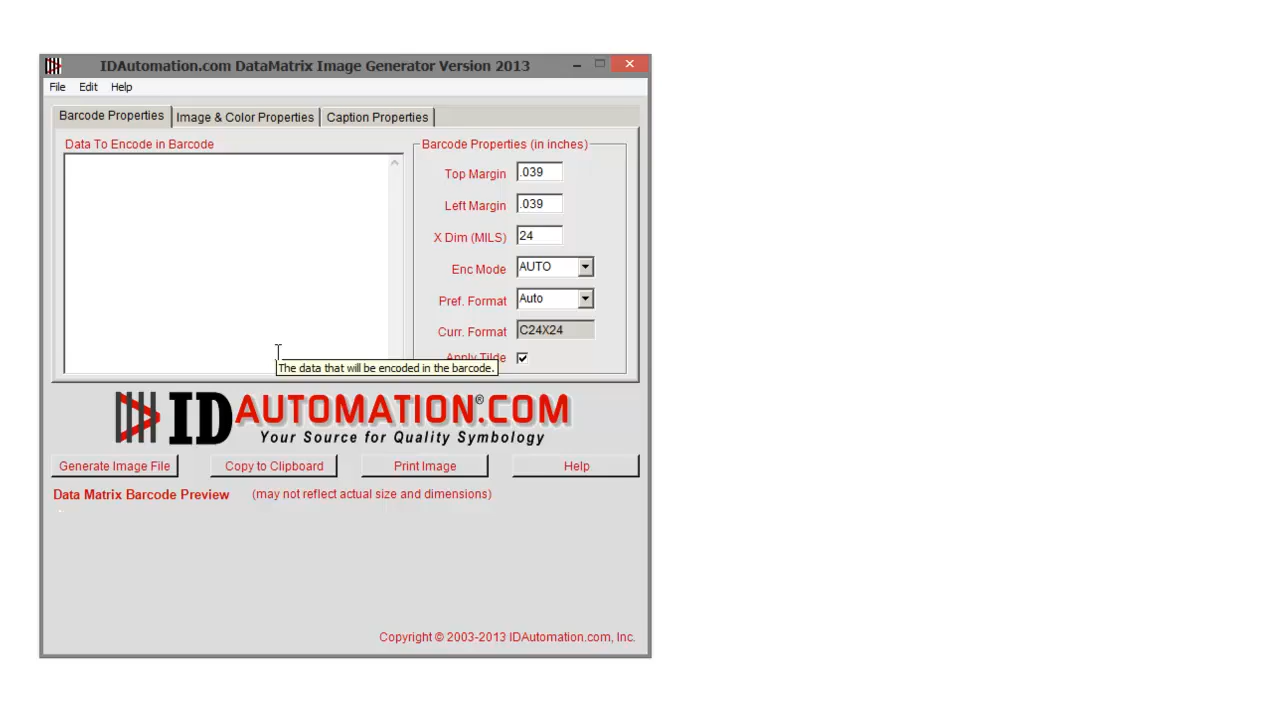 IDAutomation.com DataMatrix Image Generator Version 2013
File Edit Help
Barcode Properties Image & Color Properties Caption Properties
Data To Encode in Barcode
Barcode Properties (in inches)
Top Margin .039
Left Margin .039
X Dim (MILS) 24
Enc Mode AUTO
Pref. Format Auto
Curr. Format C24X24
Apply Tilde
The data that will be encoded in the barcode.
IDAUTOMATION.COM®
Your Source for Quality Symbology
Generate Image File Copy to Clipboard Print Image Help
Data Matrix Barcode Preview (may not reflect actual size and dimensions)
Copyright © 2003-2013 IDAutomation.com, Inc.